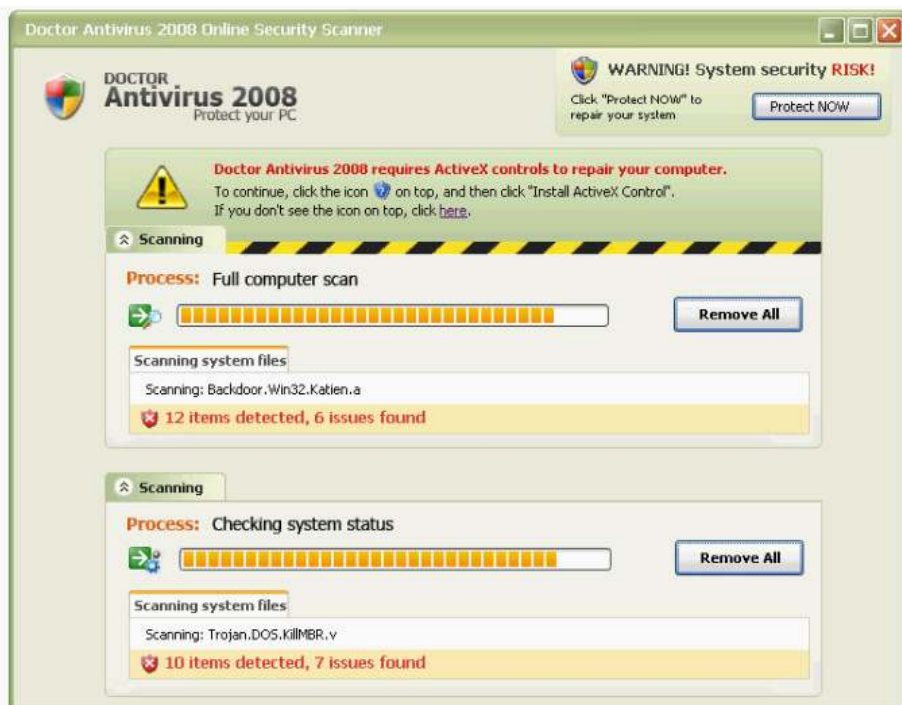 Doctor Antivirus 2008 Online Security Scanner
DOCTOR
Antivirus 2008
Protect your PC
WARNING! System security RISK!
Click "Protect NOW" to
repair your system
Protect NOW
Doctor Antivirus 2008 requires ActiveX controls to repair your computer.
To continue, click the icon on top, and then click "Install ActiveX Control".
If you don't see the icon on top, click here.
Scanning
Process: Full computer scan
Remove All
Scanning system files
Scanning: Backdoor.Win32.Katien.a
12 items detected, 6 issues found
Scanning
Process: Checking system status
Remove All
Scanning system files
Scanning: Trojan.DOS.KillMBR.v
10 items detected, 7 issues found